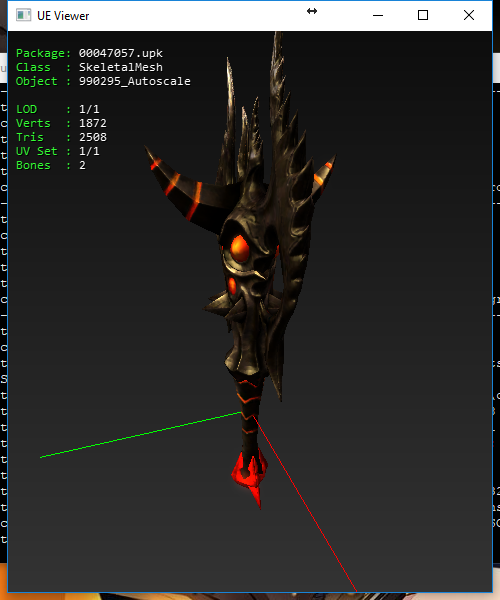 UE Viewer
Package: 00047057.upk
Class : SkeletalMesh
Object : 990295_Autoscale
LOD : 1/1
Verts : 1872
Tris : 2508
UV Set : 1/1
Bones : 2